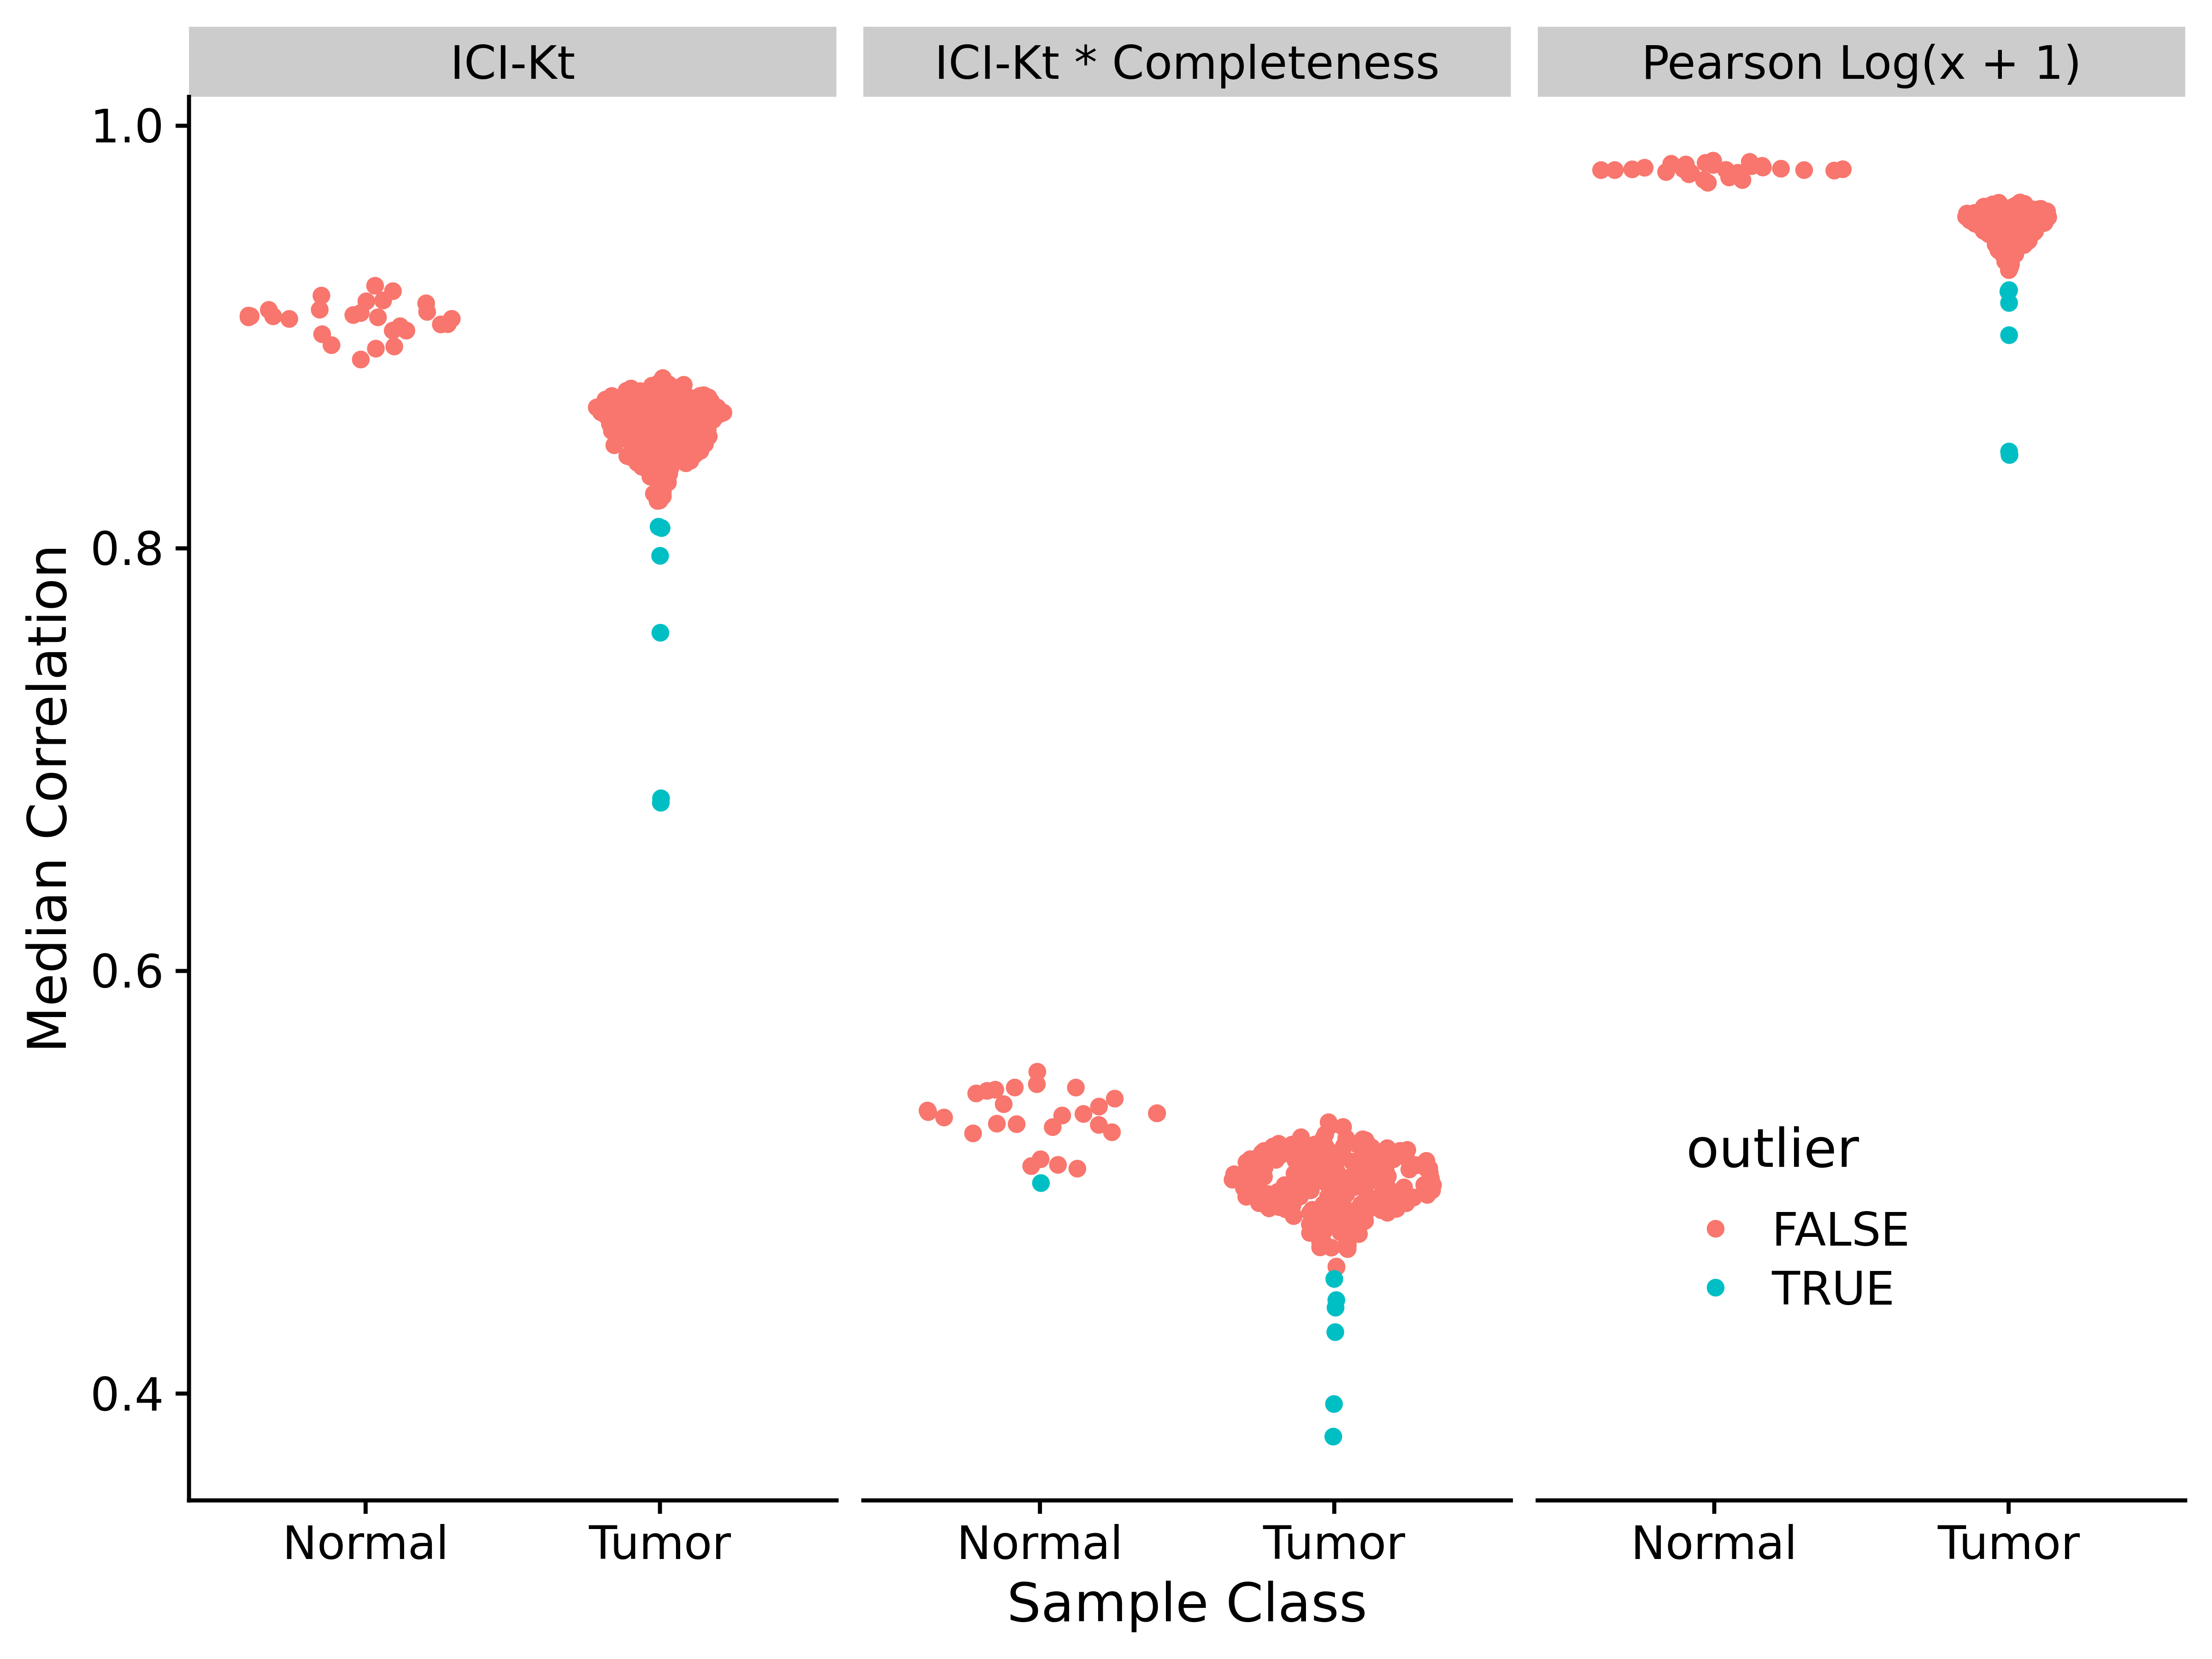 ICI-Kt
ICI-Kt * Completeness
Pearson Log(x + 1)
1.0
0.8
0.6
0.4
Median Correlation
outlier
FALSE
TRUE
Normal
Tumor
Normal
Tumor
Normal
Tumor
Sample Class